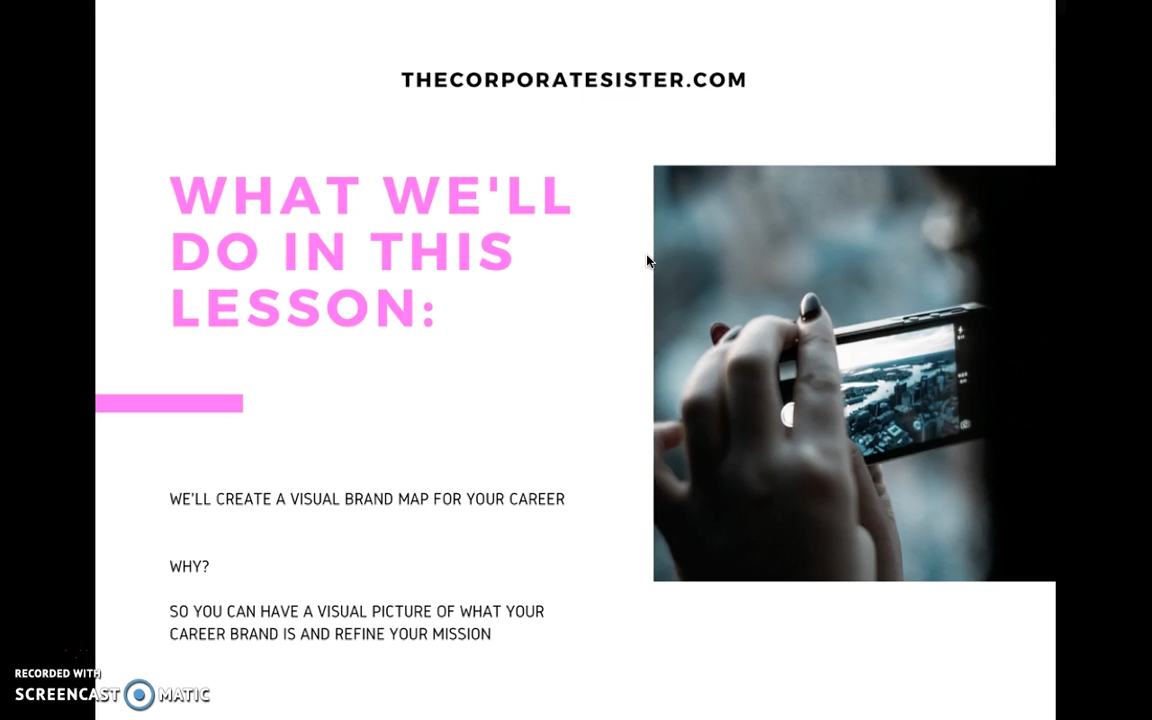 THECORPORATESISTER.COM
WHAT WE'LL
DO IN THIS
LESSON:
WE'LL CREATE A VISUAL BRAND MAP FOR YOUR CAREER
WHY?
SO YOU CAN HAVE A VISUAL PICTURE OF WHAT YOUR
CAREER BRAND IS AND REFINE YOUR MISSION
RECORDED WITH
SCREENCAST MATIC